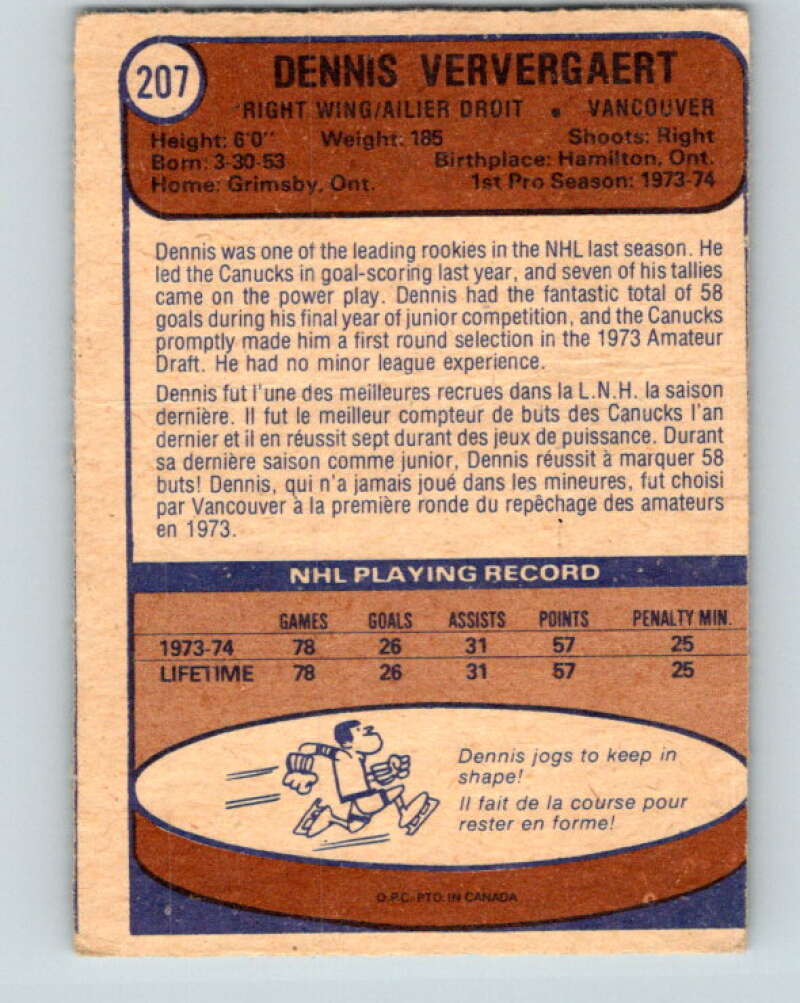 207
DENNIS VERVERGAERT
RIGHT WING/AILIER DROIT • VANCOUVER
Height: 6'0" Weight: 185 Shoots: Right
Born: 3-30-53 Birthplace: Hamilton, Ont.
Home: Grimsby, Ont. 1st Pro Season: 1973-74
Dennis was one of the leading rookies in the NHL last season. He
led the Canucks in goal-scoring last year, and seven of his tallies
came on the power play. Dennis had the fantastic total of 58
goals during his final year of junior competition, and the Canucks
promptly made him a first round selection in the 1973 Amateur
Draft. He had no minor league experience.
Dennis fut l'une des meilleures recrues dans la L.N.H. la saison
dernière. Il fut le meilleur compteur de buts des Canucks l'an
dernier et il en réussit sept durant des jeux de puissance. Durant
sa dernière saison comme junior, Dennis réussit à marquer 58
buts! Dennis, qui n'a jamais joué dans les mineures, fut choisi
par Vancouver à la première ronde du repêchage des amateurs
en 1973.
NHL PLAYING RECORD
GAMES GOALS ASSISTS POINTS PENALTY MIN.
1973-74 78 26 31 57 25
LIFETIME 78 26 31 57 25
Dennis jogs to keep in
shape!
Il fait de la course pour
rester en forme!
O.P.C. PTD. IN CANADA